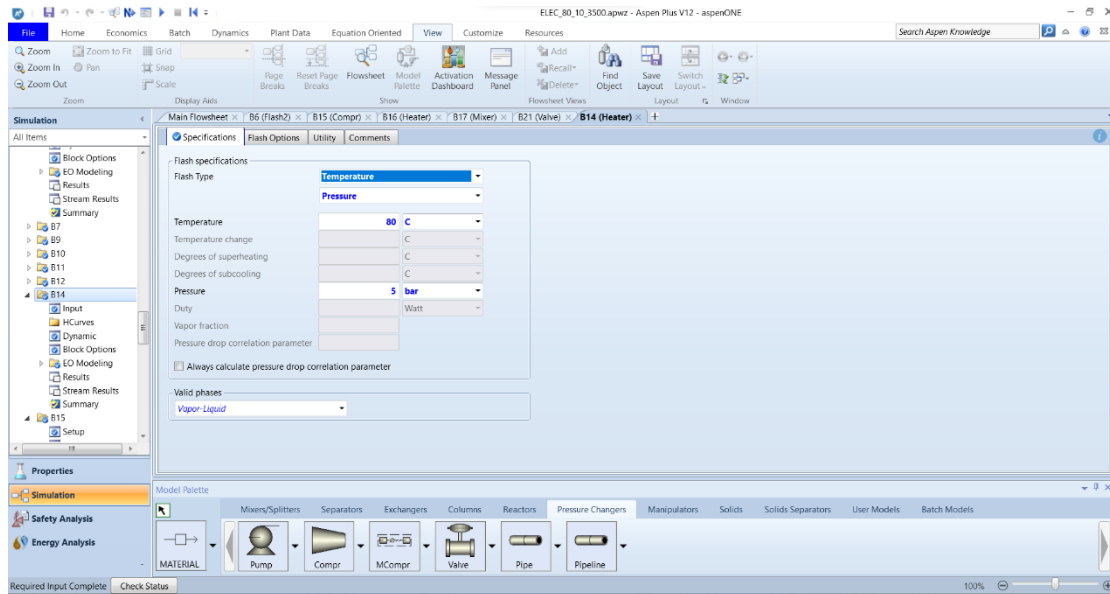 ELEC_80_10_3500.apwz - Aspen Plus V12 - aspenONE
File Home Economics Batch Dynamics Plant Data Equation Oriented View Customize Resources Search Aspen Knowledge
Zoom Zoom to Fit Grid Add
Zoom In Pan Snap Recall
Zoom Out Scale Page Breaks Reset Page Breaks Flowsheet Model Palette Activation Dashboard Message Panel Delete Find Object Save Layout Switch Layout
Zoom Display Aids Show Flowsheet Views Layout Window
Simulation Main Flowsheet B6 (Flash2) B15 (Compr) B16 (Heater) B17 (Mixer) B21 (Valve) B14 (Heater) +
All Items Specifications Flash Options Utility Comments
Block Options
EO Modeling
Results
Stream Results
Summary
B7
B9
B10
B11
B12
B14
Input
HCurves
Dynamic
Block Options
EO Modeling
Results
Stream Results
Summary
B15
Setup
Flash specifications
Flash Type Temperature
Pressure
Temperature 80 C
Temperature change C
Degrees of superheating C
Degrees of subcooling C
Pressure 5 bar
Duty Watt
Vapor fraction
Pressure drop correlation parameter
Always calculate pressure drop correlation parameter
Valid phases
Vapor-Liquid
Properties
Simulation
Safety Analysis
Energy Analysis
Model Palette
Mixers/Splitters Separators Exchangers Columns Reactors Pressure Changers Manipulators Solids Solids Separators User Models Batch Models
MATERIAL Pump Compr MCompr Valve Pipe Pipeline
Required Input Complete Check Status 100%